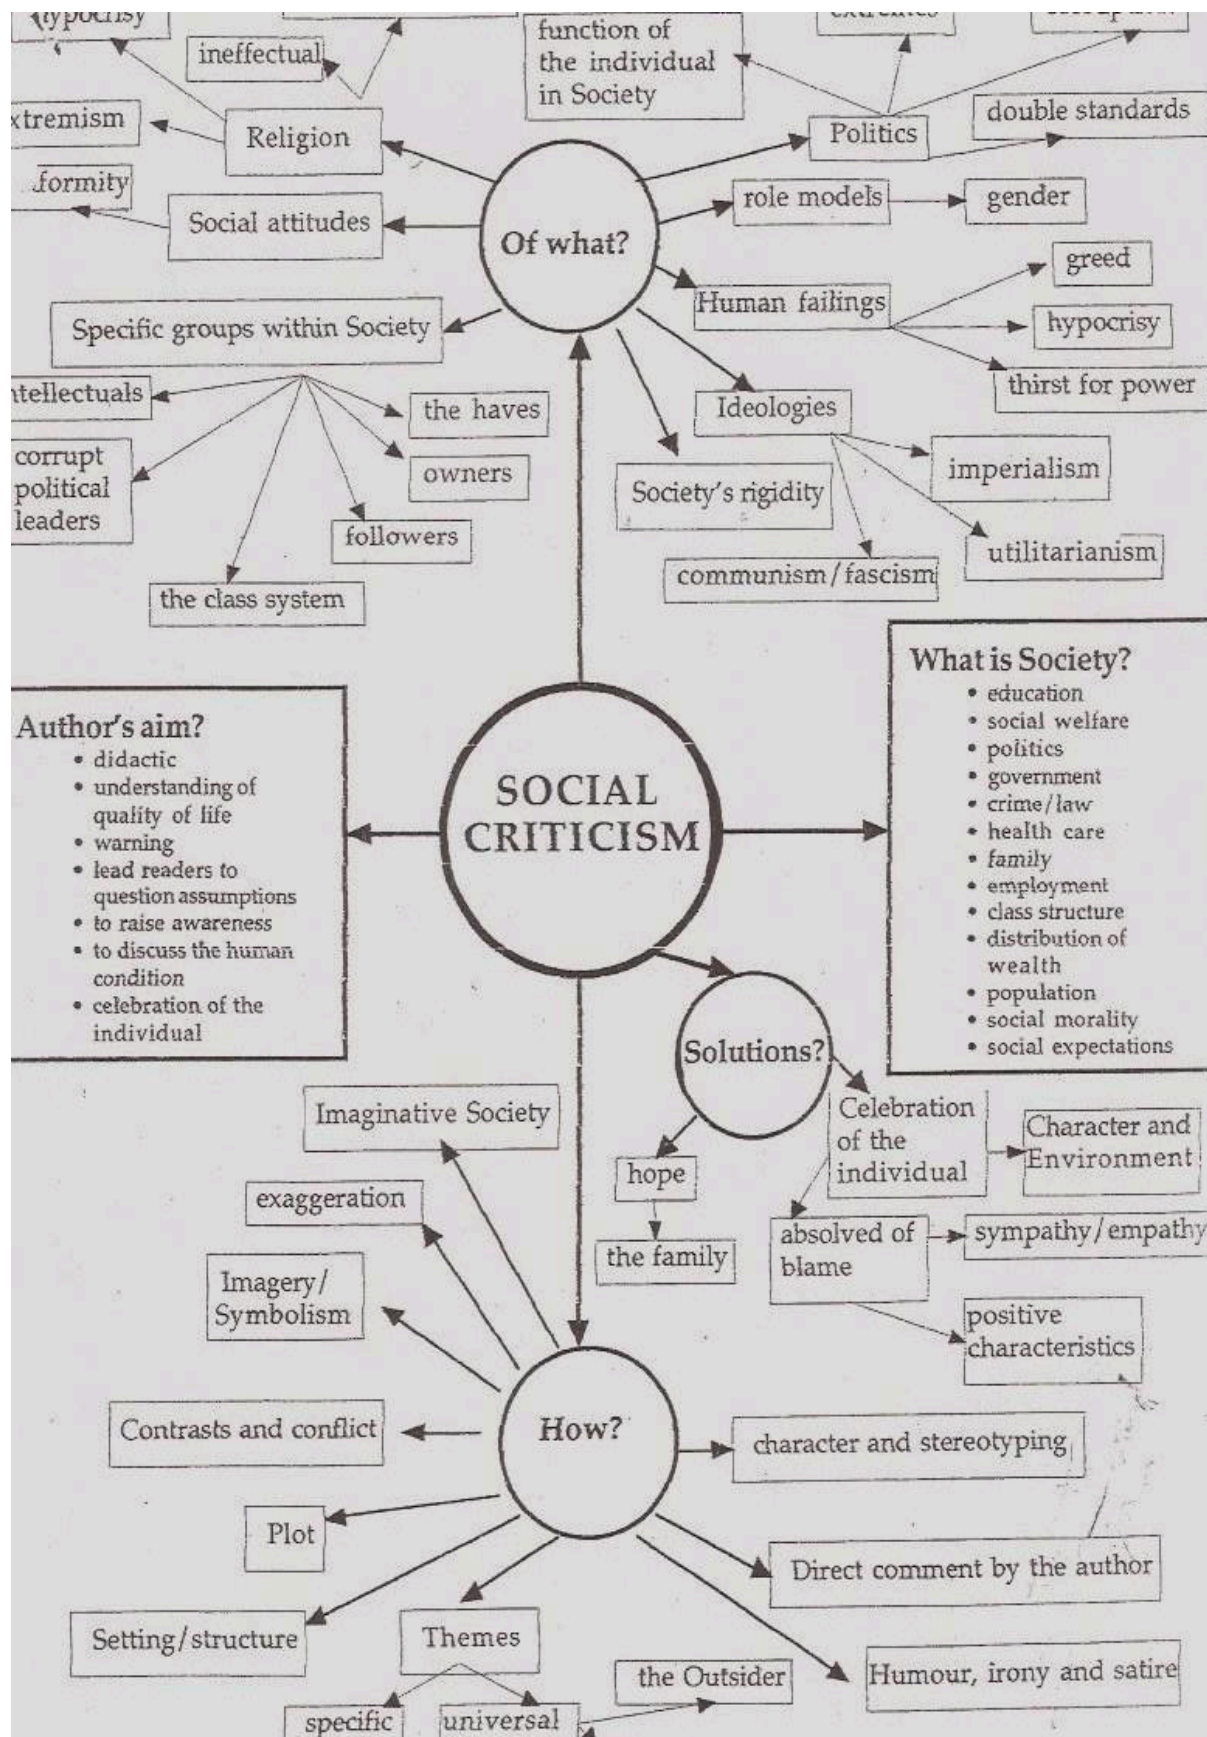 hypocrisy
ineffectual
function of
the individual
in Society
extremes
xtremism
Religion
Politics
double standards
formity
Social attitudes
Of what?
role models
gender
greed
Human failings
hypocrisy
Specific groups within Society
thirst for power
ntellectuals
the haves
Ideologies
corrupt
political
leaders
owners
imperialism
Society's rigidity
followers
utilitarianism
communism/fascism
the class system
What is Society?
• education
• social welfare
• politics
• government
• crime/law
• health care
• family
• employment
• class structure
• distribution of
wealth
• population
• social morality
• social expectations
Author's aim?
• didactic
• understanding of
quality of life
• warning
• lead readers to
question assumptions
• to raise awareness
• to discuss the human
condition
• celebration of the
individual
SOCIAL
CRITICISM
Solutions?
Celebration
of the
individual
Character and
Environment
hope
the family
absolved of
blame
sympathy/empathy
positive
characteristics
Imaginative Society
exaggeration
Imagery/
Symbolism
Contrasts and conflict
How?
character and stereotyping
Plot
Direct comment by the author
Setting/structure
Themes
Humour, irony and satire
the Outsider
specific
universal